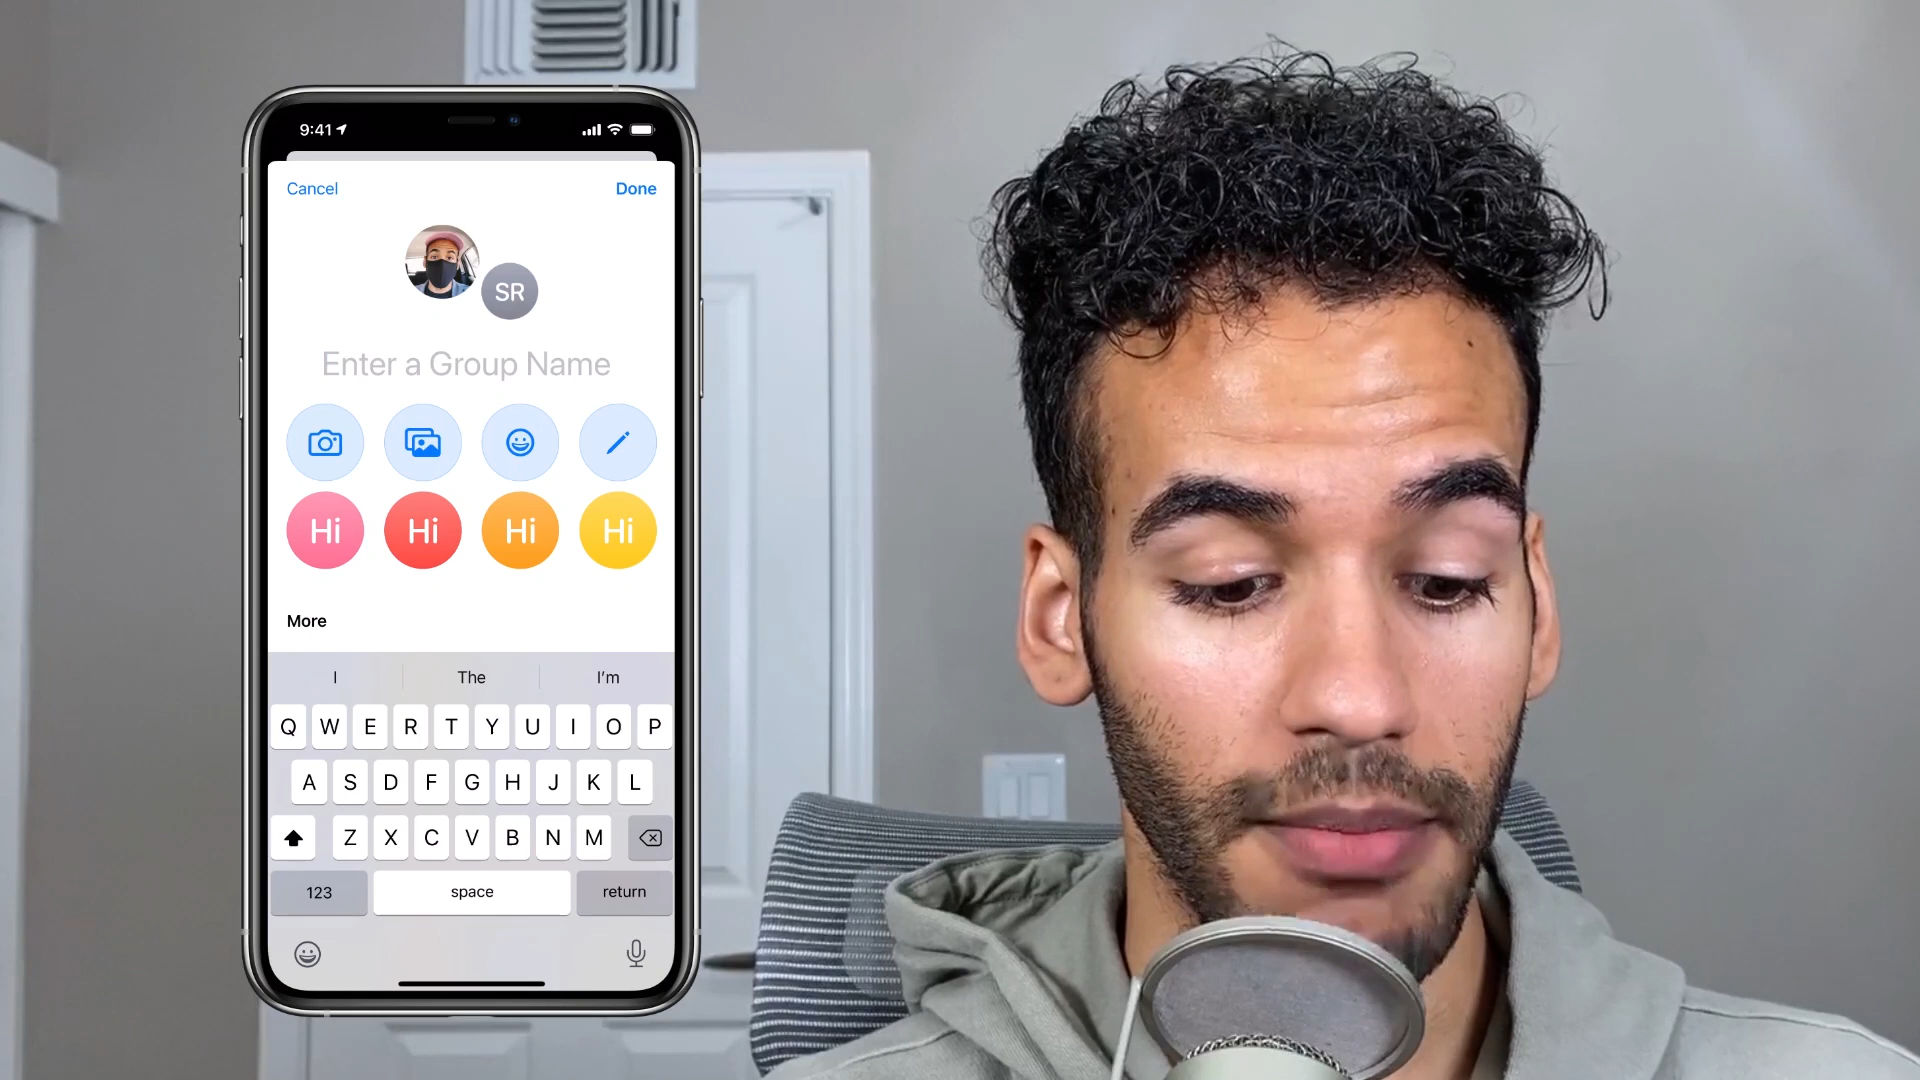 9:41
Cancel Done
SR
Enter a Group Name
Hi Hi Hi Hi
More
I The I'm
Q W E R T Y U I O P
A S D F G H J K L
Z X C V B N M
123 space return